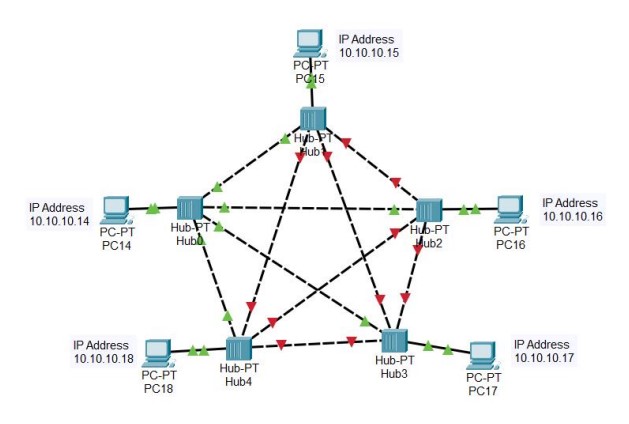 IP Address
10.10.10.15
PC-PT
PC15
Hub-PT
IP Address
10.10.10.14
PC-PT
PC14
Hub-PT
Hub0
Hub-PT
Hub2
PC-PT
PC16
IP Address
10.10.10.16
IP Address
10.10.10.18
PC-PT
PC18
Hub-PT
Hub4
Hub-PT
Hub3
PC-PT
PC17
IP Address
10.10.10.17